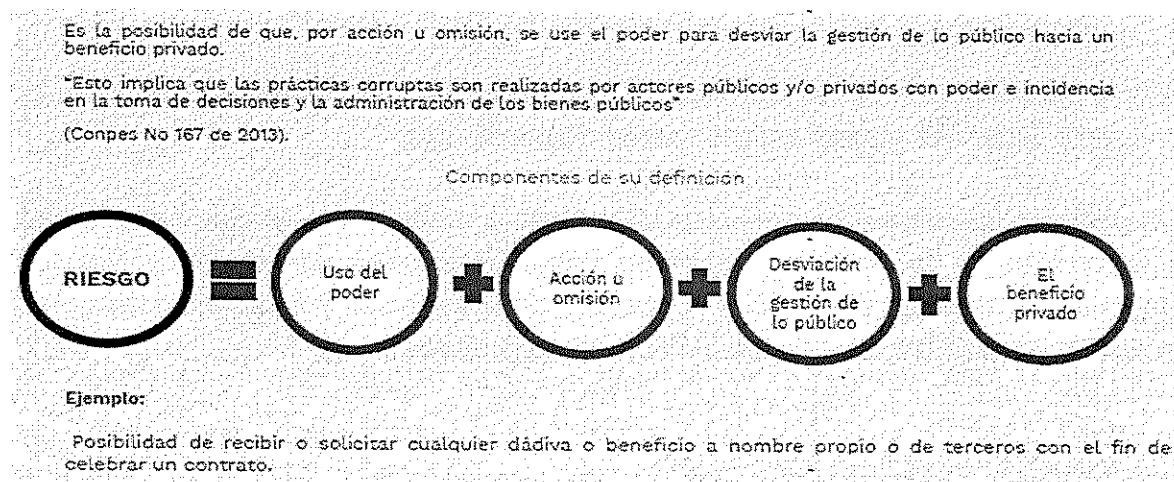 Es la posibilidad de que, por acción u omisión, se use el poder para desviar la gestión de lo público hacia un
beneficio privado.
"Esto implica que las prácticas corruptas son realizadas por actores públicos y/o privados con poder e incidencia
en la toma de decisiones y la administración de los bienes públicos"
(Conpes No 167 de 2013).
Componentes de su definición
RIESGO
=
Uso del
poder
+
Acción u
omisión
+
Desviación
de la
gestión de
lo público
+
El
beneficio
privado
Ejemplo:
Posibilidad de recibir o solicitar cualquier dádiva o beneficio a nombre propio o de terceros con el fin de
celebrar un contrato.